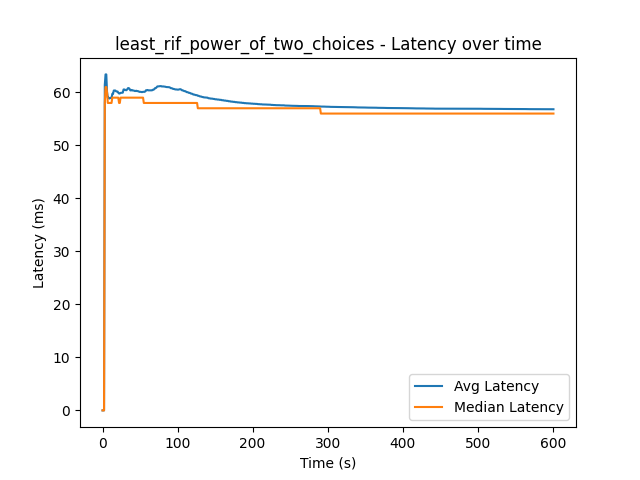 least_rif_power_of_two_choices - Latency over time
Latency (ms)
60
50
40
30
20
10
0
Avg Latency
Median Latency
0 100 200 300 400 500 600
Time (s)